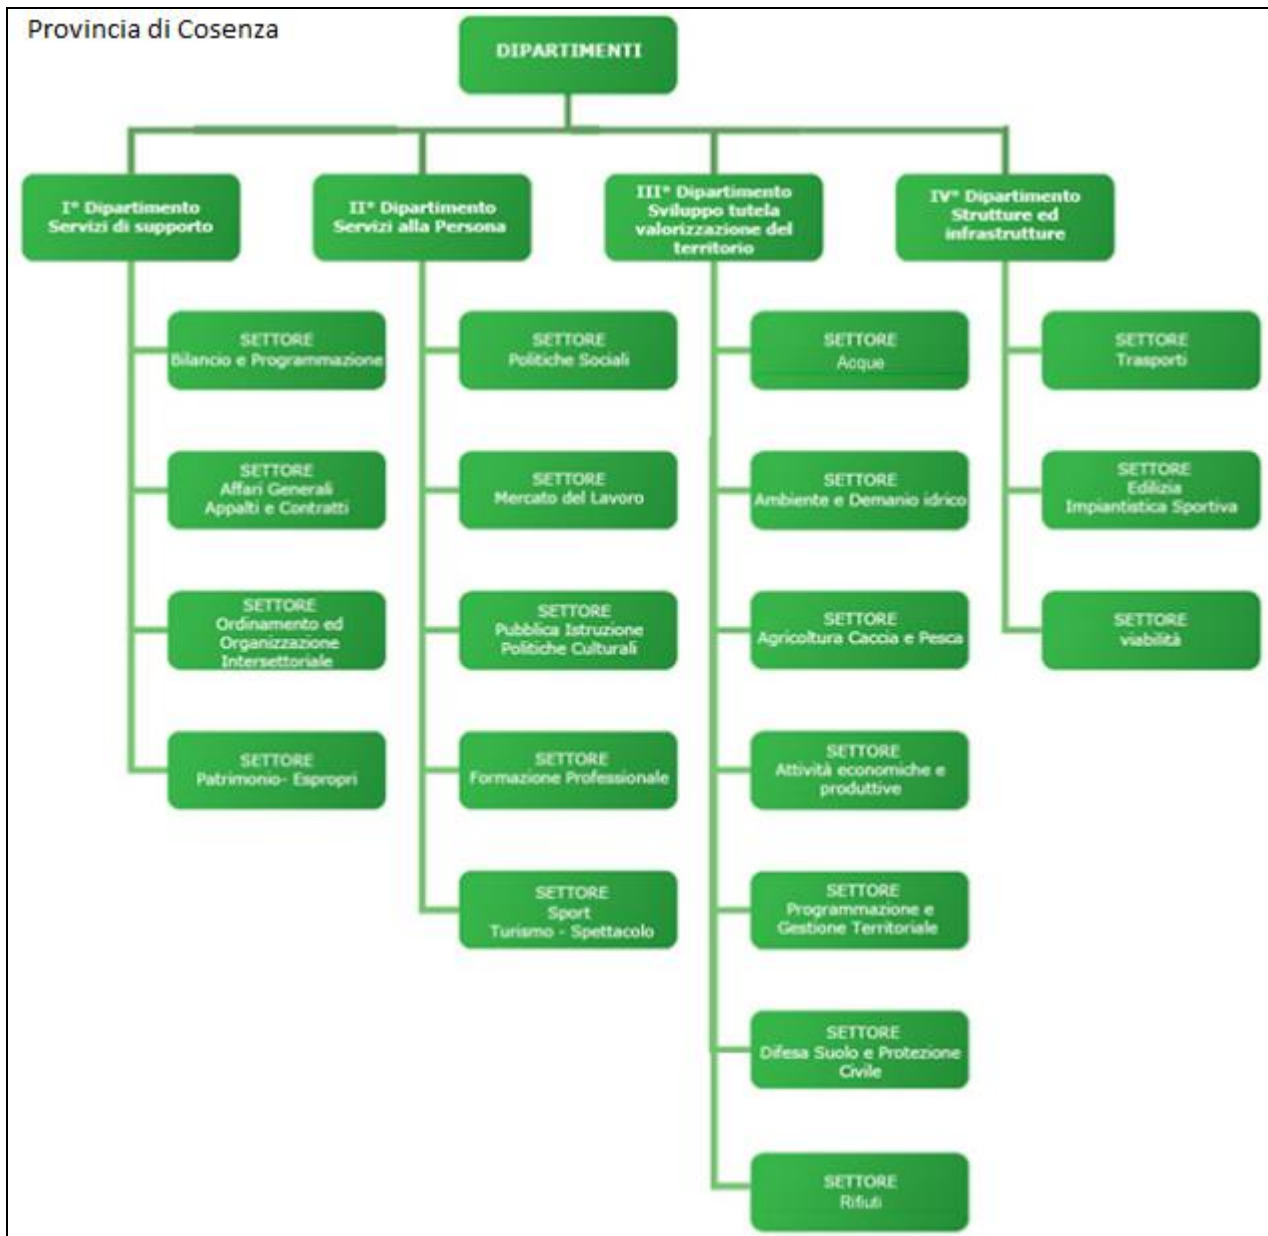 Provincia di Cosenza
DIPARTIMENTI
I° Dipartimento
Servizi di supporto
SETTORE
Bilancio e Programmazione
SETTORE
Affari Generali
Appalti e Contratti
SETTORE
Ordinamento ed
Organizzazione
Intersettoriale
SETTORE
Patrimonio- Espropri
II° Dipartimento
Servizi alla Persona
SETTORE
Politiche Sociali
SETTORE
Mercato del Lavoro
SETTORE
Pubblica Istruzione
Politiche Culturali
SETTORE
Formazione Professionale
SETTORE
Sport
Turismo - Spettacolo
III° Dipartimento
Sviluppo tutela
valorizzazione del
territorio
SETTORE
Acque
SETTORE
Ambiente e Demanio idrico
SETTORE
Agricoltura Caccia e Pesca
SETTORE
Attività economiche e
produttive
SETTORE
Programmazione e
Gestione Territoriale
SETTORE
Difesa Suolo e Protezione
Civile
SETTORE
Rifiuti
IV° Dipartimento
Strutture ed
infrastrutture
SETTORE
Trasporti
SETTORE
Edilizia
Impiantistica Sportiva
SETTORE
viabilità